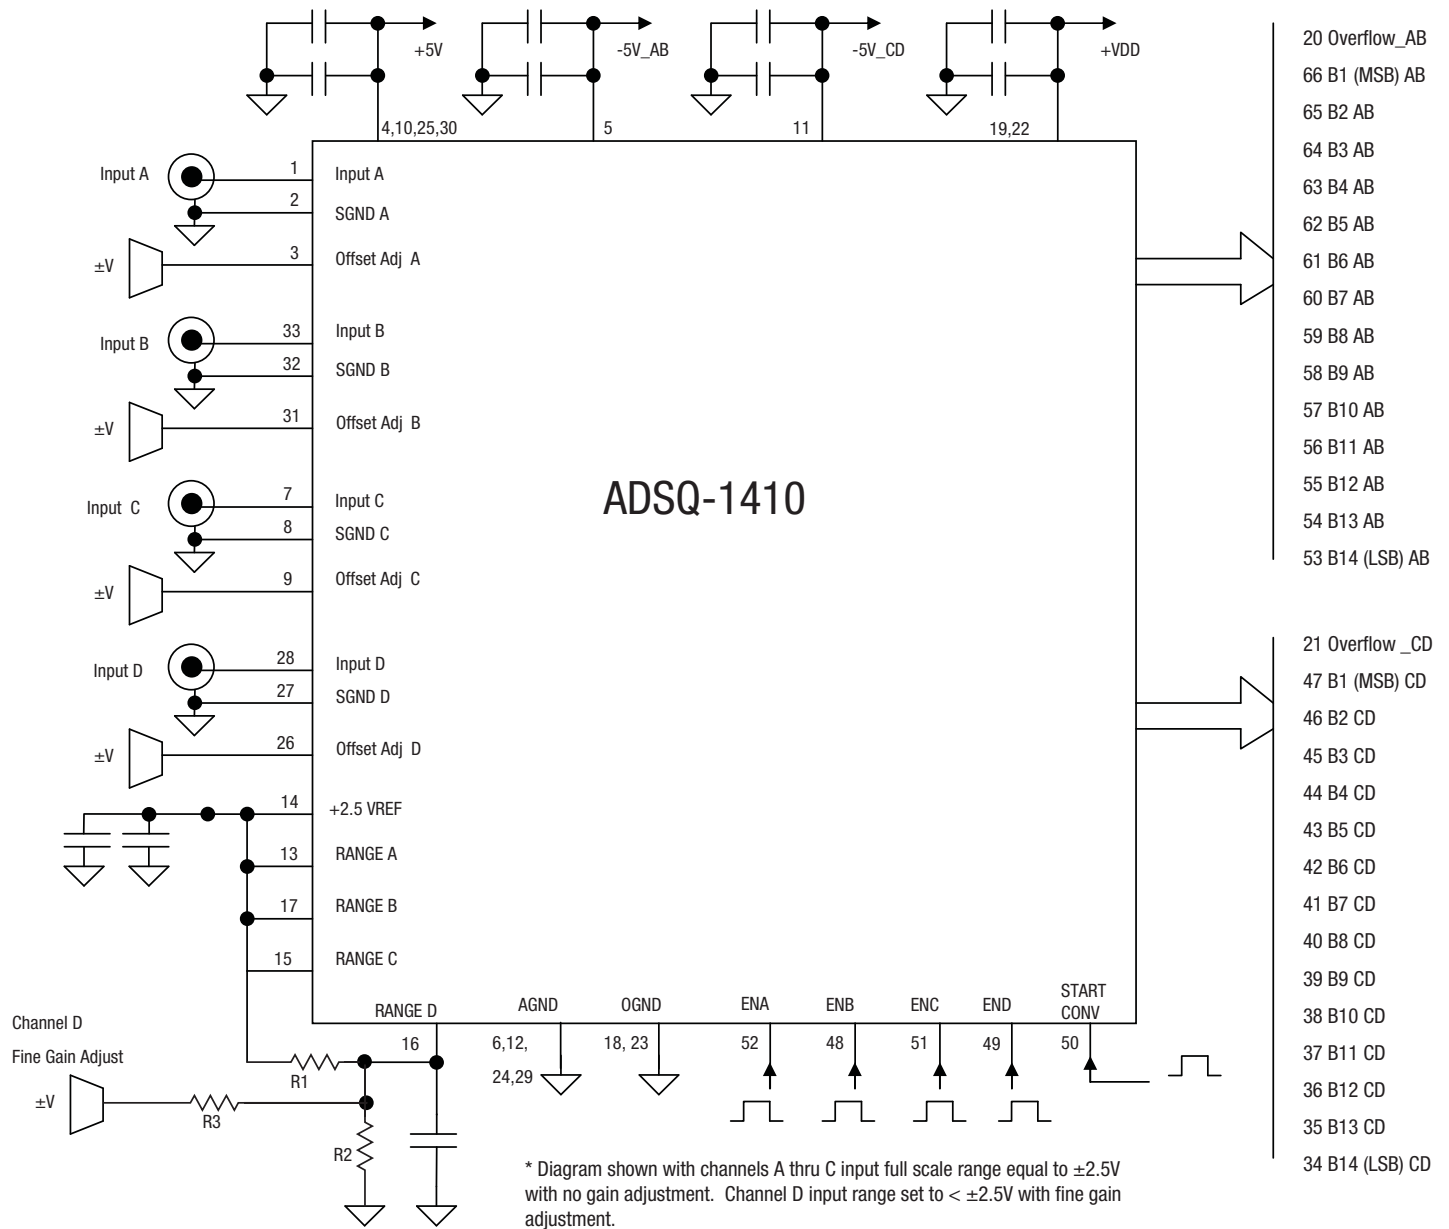 +5V
-5V_AB
-5V_CD
+VDD
4,10,25,30
5
11
19,22
Input A
1
Input A
2
SGND A
±V
3
Offset Adj A
Input B
33
Input B
32
SGND B
±V
31
Offset Adj B
Input C
7
Input C
8
SGND C
±V
9
Offset Adj C
Input D
28
Input D
27
SGND D
±V
26
Offset Adj D
14
+2.5 VREF
13
RANGE A
17
RANGE B
15
RANGE C
ADSQ-1410
RANGE D
AGND
OGND
ENA
ENB
ENC
END
START
CONV
16
6,12,
24,29
18, 23
52
48
51
49
50
Channel D
Fine Gain Adjust
±V
R1
R3
R2
* Diagram shown with channels A thru C input full scale range equal to ±2.5V
with no gain adjustment. Channel D input range set to < ±2.5V with fine gain
adjustment.
20 Overflow_AB
66 B1 (MSB) AB
65 B2 AB
64 B3 AB
63 B4 AB
62 B5 AB
61 B6 AB
60 B7 AB
59 B8 AB
58 B9 AB
57 B10 AB
56 B11 AB
55 B12 AB
54 B13 AB
53 B14 (LSB) AB
21 Overflow _CD
47 B1 (MSB) CD
46 B2 CD
45 B3 CD
44 B4 CD
43 B5 CD
42 B6 CD
41 B7 CD
40 B8 CD
39 B9 CD
38 B10 CD
37 B11 CD
36 B12 CD
35 B13 CD
34 B14 (LSB) CD